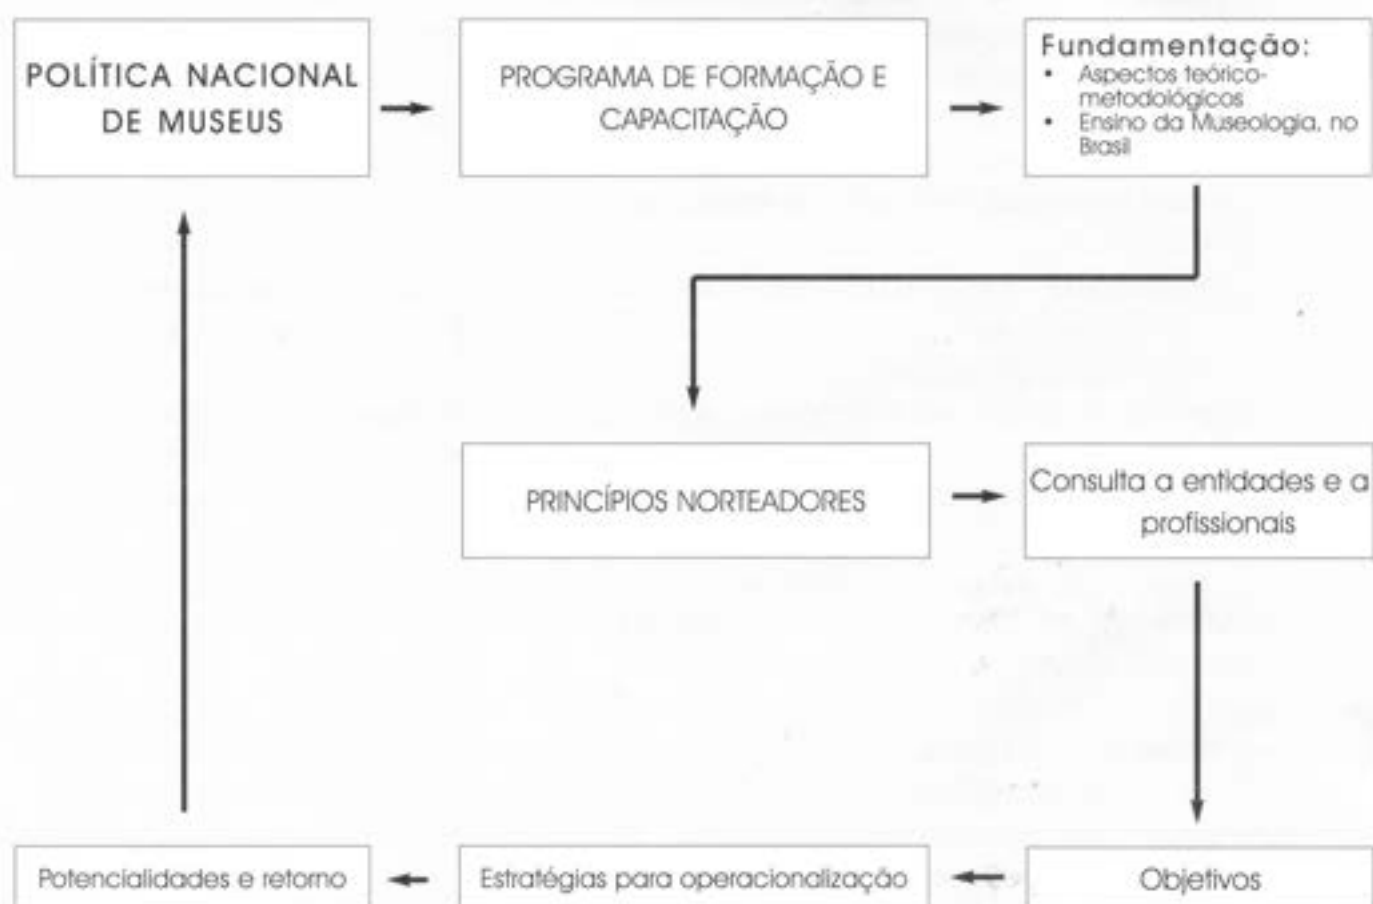 POLÍTICA NACIONAL
DE MUSEUS
PROGRAMA DE FORMAÇÃO E
CAPACITAÇÃO
Fundamentação:
• Aspectos teórico-
metodológicos
• Ensino da Museologia, no
Brasil
PRINCÍPIOS NORTEADORES
Consulta a entidades e a
profissionais
Objetivos
Estratégias para operacionalização
Potencialidades e retorno